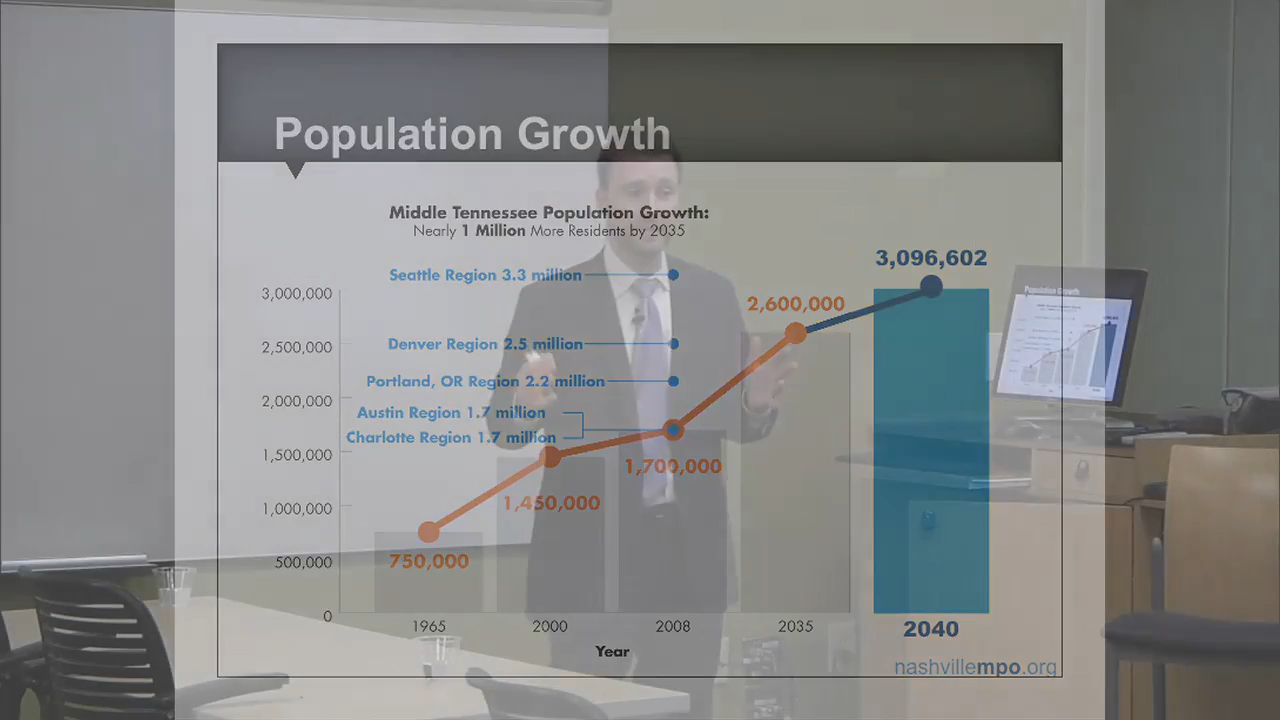 Population Growth
Middle Tennessee Population Growth:
Nearly 1 Million More Residents by 2035
3,096,602
Seattle Region 3.3 million
3,000,000
2,600,000
Denver Region 2.5 million
2,500,000
Portland, OR Region 2.2 million
2,000,000
Austin Region 1.7 million
Charlotte Region 1.7 million
1,500,000
1,700,000
1,450,000
1,000,000
750,000
500,000
0
1965 2000 2008 2035 2040
Year
nashvillempo.org
Population Growth